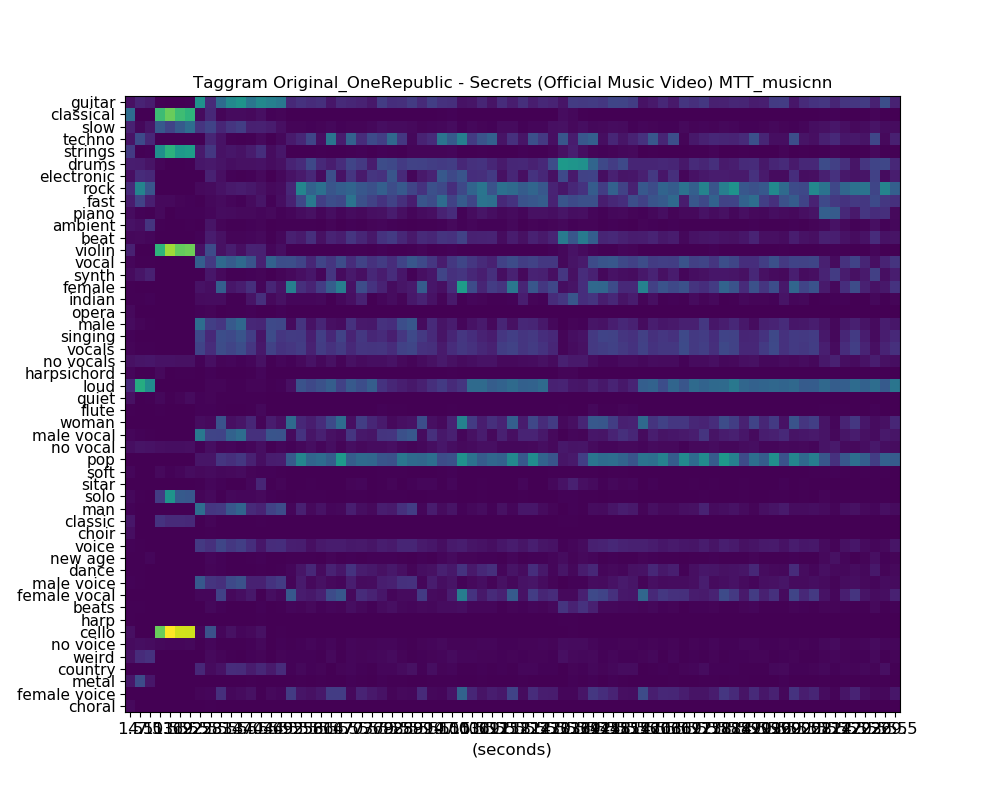 Taggram Original_OneRepublic - Secrets (Official Music Video) MTT_musicnn
guitar
classical
slow
techno
strings
drums
electronic
rock
fast
piano
ambient
beat
violin
vocal
synth
female
indian
opera
male
singing
vocals
no vocals
harpsichord
loud
quiet
flute
woman
male vocal
no vocal
pop
soft
sitar
solo
man
classic
choir
voice
new age
dance
male voice
female vocal
beats
harp
cello
no voice
weird
country
metal
female voice
choral
(seconds)